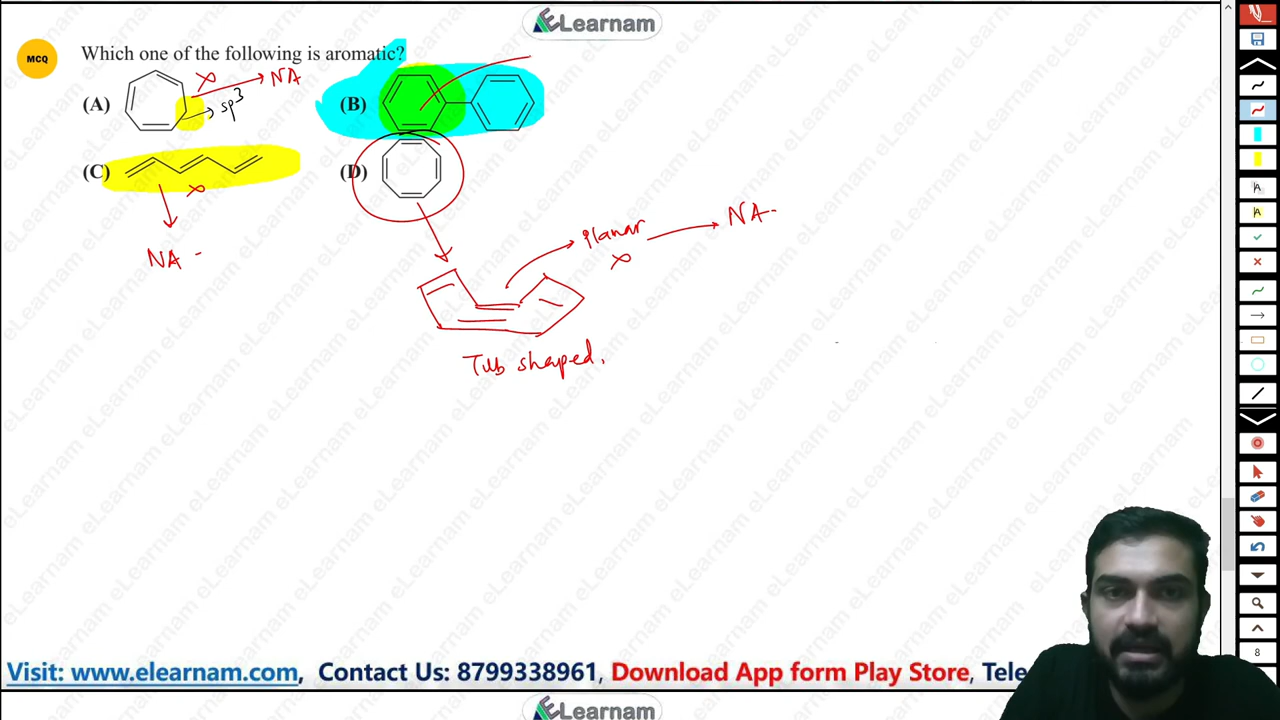 ELearnam
MCQ
Which one of the following is aromatic?
(A)
NA
sp3
(B)
(C)
NA
(D)
Planar
NA
Tub shaped.
8
Visit: www.elearnam.com, Contact Us: 8799338961, Download App form Play Store, Tele
ELearnam